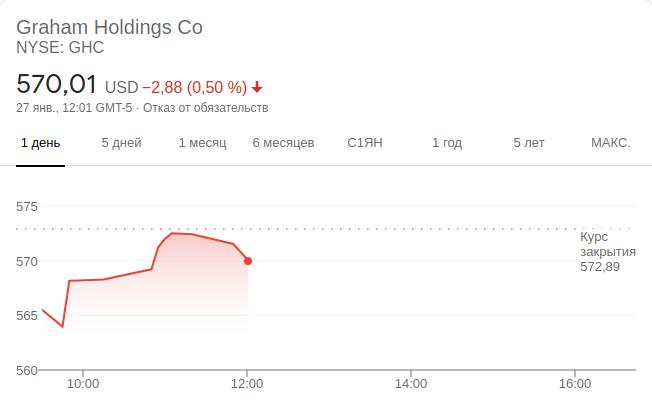 Graham Holdings Co
NYSE: GHC
570,01 USD −2,88 (0,50 %)
27 янв., 12:01 GMT-5 · Отказ от обязательств
1 день 5 дней 1 месяц 6 месяцев С1ЯН 1 год 5 лет МАКС.
575
Курс
закрытия
572,89
570
565
560
10:00 12:00 14:00 16:00